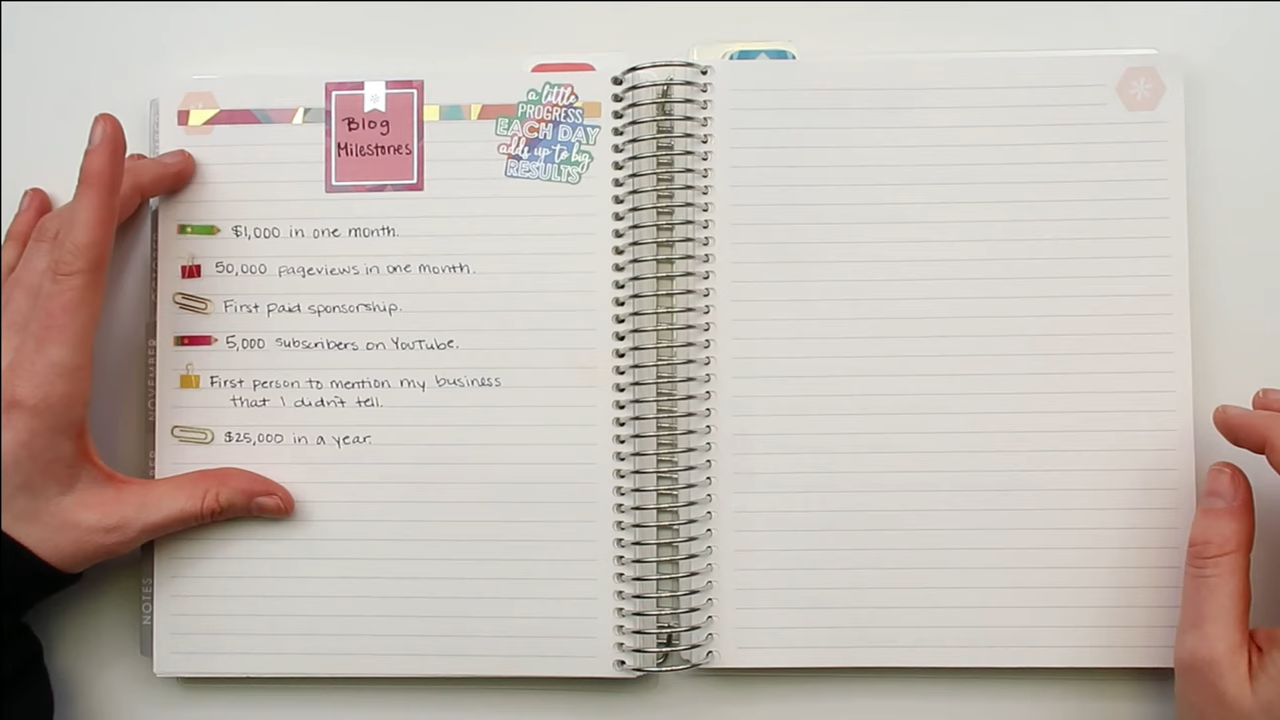 Blog
Milestones
a little
PROGRESS
EACH DAY
adds up to big
RESULTS
$1,000 in one month.
50,000 pageviews in one month.
First paid sponsorship.
5,000 subscribers on YouTube.
First person to mention my business
that I didn't tell.
$25,000 in a year.
NOVEMBER
NOTES